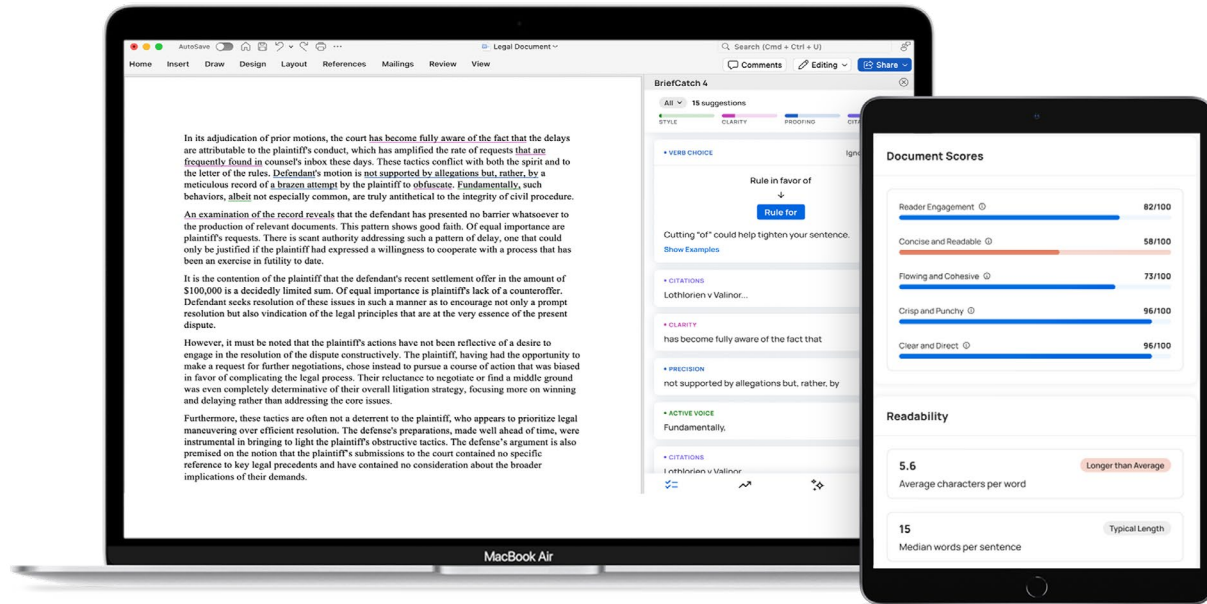 AutoSave
Legal Document
Search (Cmd + Ctrl + U)
Home Insert Draw Design Layout References Mailings Review View
Comments Editing Share
In its adjudication of prior motions, the court has become fully aware of the fact that the delays
are attributable to the plaintiff's conduct, which has amplified the rate of requests that are
frequently found in counsel's inbox these days. These tactics conflict with both the spirit and to
the letter of the rules. Defendant's motion is not supported by allegations but, rather, by a
meticulous record of a brazen attempt by the plaintiff to obfuscate. Fundamentally, such
behaviors, albeit not especially common, are truly antithetical to the integrity of civil procedure.
An examination of the record reveals that the defendant has presented no barrier whatsoever to
the production of relevant documents. This pattern shows good faith. Of equal importance are
plaintiff's requests. There is scant authority addressing such a pattern of delay, one that could
only be justified if the plaintiff had expressed a willingness to cooperate with a process that has
been an exercise in futility to date.
It is the contention of the plaintiff that the defendant's recent settlement offer in the amount of
$100,000 is a decidedly limited sum. Of equal importance is plaintiff's lack of a counteroffer.
Defendant seeks resolution of these issues in such a manner as to encourage not only a prompt
resolution but also vindication of the legal principles that are at the very essence of the present
dispute.
However, it must be noted that the plaintiff's actions have not been reflective of a desire to
engage in the resolution of the dispute constructively. The plaintiff, having had the opportunity to
make a request for further negotiations, chose instead to pursue a course of action that was biased
in favor of complicating the legal process. Their reluctance to negotiate or find a middle ground
was even completely determinative of their overall litigation strategy, focusing more on winning
and delaying rather than addressing the core issues.
Furthermore, these tactics are often not a deterrent to the plaintiff, who appears to prioritize legal
maneuvering over efficient resolution. The defense's preparations, made well ahead of time, were
instrumental in bringing to light the plaintiff's obstructive tactics. The defense's argument is also
premised on the notion that the plaintiff's submissions to the court contained no specific
reference to key legal precedents and have contained no consideration about the broader
implications of their demands.
BriefCatch 4
All 15 suggestions
STYLE CLARITY PROOFING CITA
VERB CHOICE
Igno
Rule in favor of
Rule for
Cutting "of" could help tighten your sentence.
Show Examples
CITATIONS
Lothlorien v Valinor...
CLARITY
has become fully aware of the fact that
PRECISION
not supported by allegations but, rather, by
ACTIVE VOICE
Fundamentally,
CITATIONS
Lothlorien v Valinor
MacBook Air
Document Scores
Reader Engagement 82/100
Concise and Readable 58/100
Flowing and Cohesive 73/100
Crisp and Punchy 96/100
Clear and Direct 96/100
Readability
5.6 Longer than Average
Average characters per word
15 Typical Length
Median words per sentence